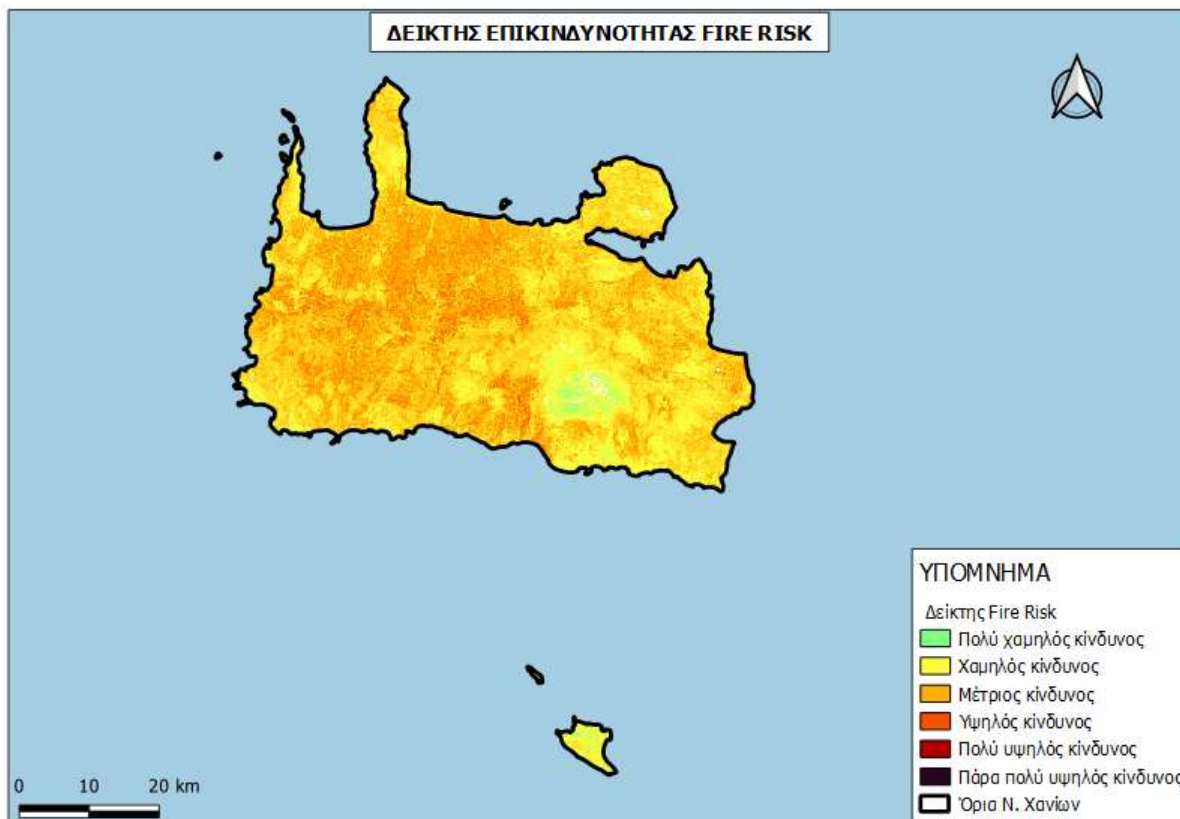 ΔΕΙΚΤΗΣ ΕΠΙΚΙΝΔΥΝΟΤΗΤΑΣ FIRE RISK
ΥΠΟΜΝΗΜΑ
Δείκτης Fire Risk
Πολύ χαμηλός κίνδυνος
Χαμηλός κίνδυνος
Μέτριος κίνδυνος
Υψηλός κίνδυνος
Πολύ υψηλός κίνδυνος
Πάρα πολύ υψηλός κίνδυνος
Όρια Ν. Χανίων
0 10 20 km